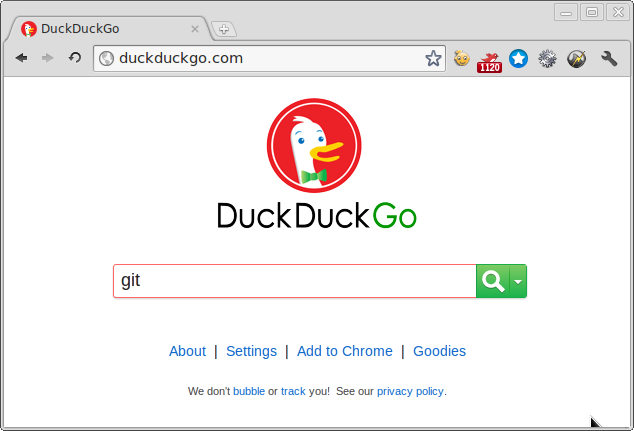 DuckDuckGo
duckduckgo.com
1120
DuckDuckGo
git
About | Settings | Add to Chrome | Goodies
We don't bubble or track you! See our privacy policy.